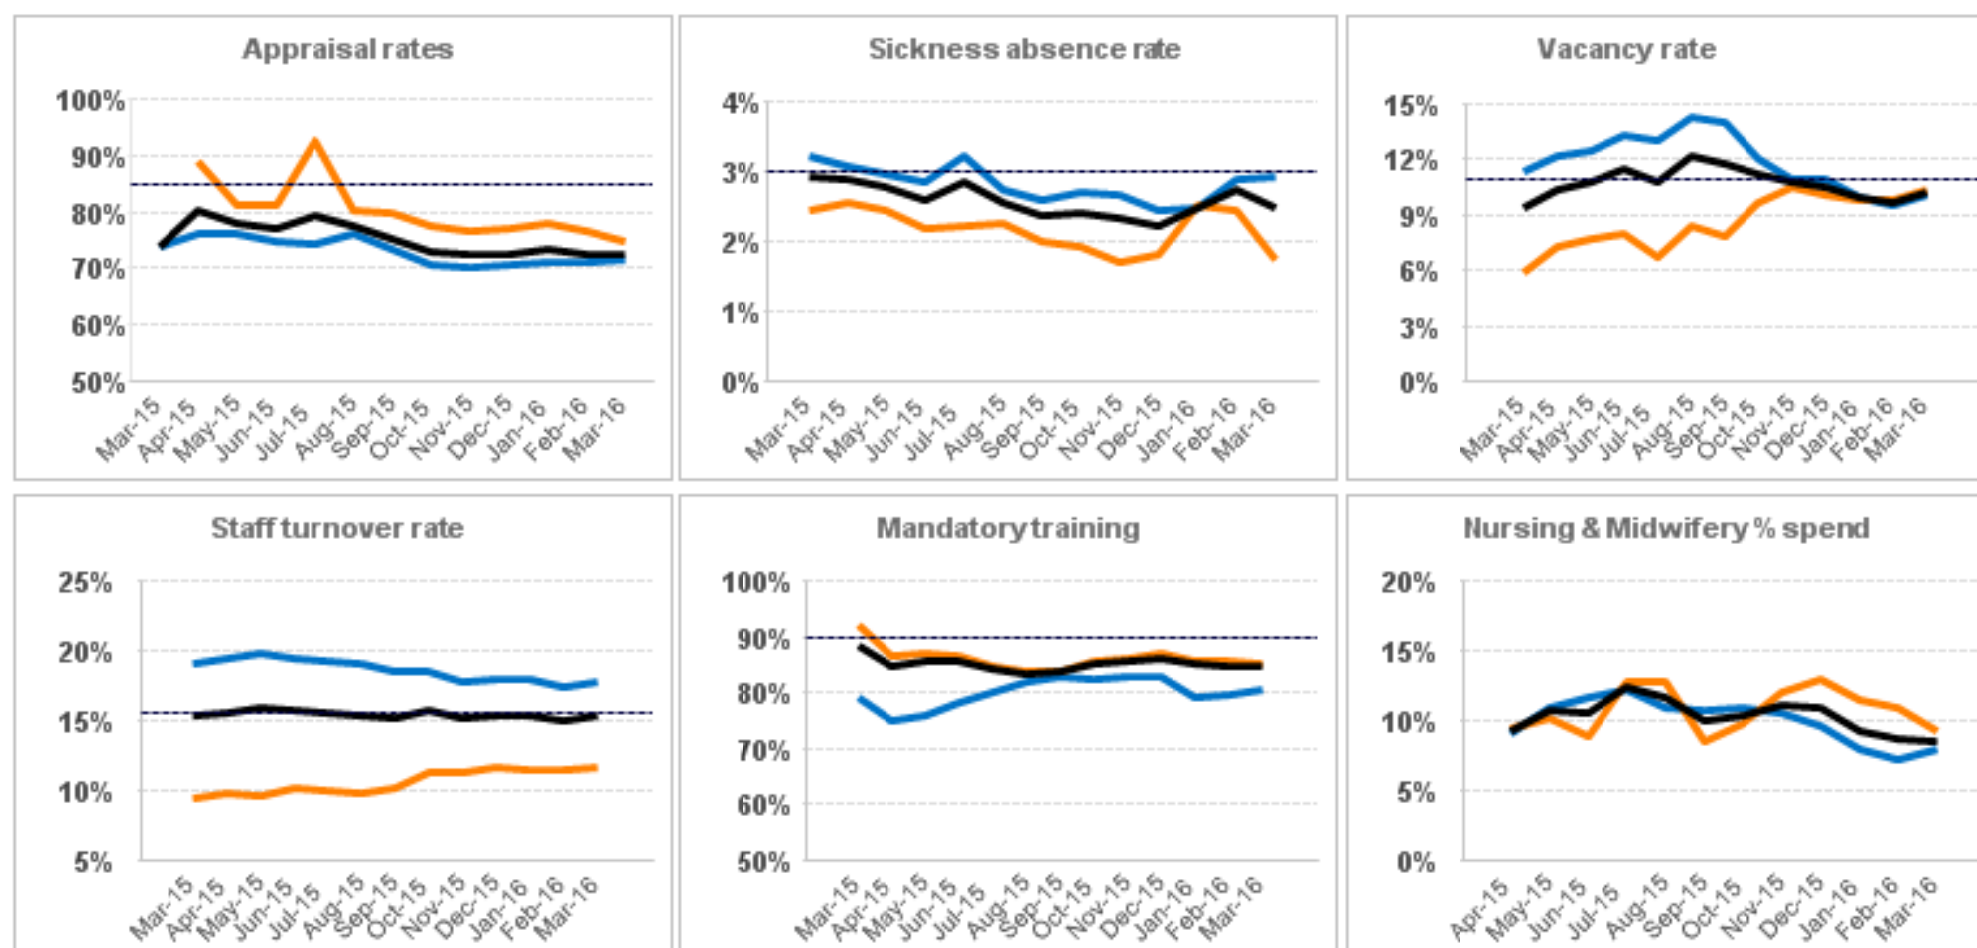 Appraisal rates
100%
90%
80%
70%
60%
50%
Mar-15
Apr-15
May-15
Jun-15
Jul-15
Aug-15
Sep-15
Oct-15
Nov-15
Dec-15
Jan-16
Feb-16
Mar-16
Sickness absence rate
4%
3%
2%
1%
0%
Mar-15
Apr-15
May-15
Jun-15
Jul-15
Aug-15
Sep-15
Oct-15
Nov-15
Dec-15
Jan-16
Feb-16
Mar-16
Vacancy rate
15%
12%
9%
6%
3%
0%
Mar-15
Apr-15
May-15
Jun-15
Jul-15
Aug-15
Sep-15
Oct-15
Nov-15
Dec-15
Jan-16
Feb-16
Mar-16
Staff turnover rate
25%
20%
15%
10%
5%
Mar-15
Apr-15
May-15
Jun-15
Jul-15
Aug-15
Sep-15
Oct-15
Nov-15
Dec-15
Jan-16
Feb-16
Mar-16
Mandatory training
100%
90%
80%
70%
60%
50%
Mar-15
Apr-15
May-15
Jun-15
Jul-15
Aug-15
Sep-15
Oct-15
Nov-15
Dec-15
Jan-16
Feb-16
Mar-16
Nursing & Midwifery % spend
20%
15%
10%
5%
0%
Apr-15
May-15
Jun-15
Jul-15
Aug-15
Sep-15
Oct-15
Nov-15
Dec-15
Jan-16
Feb-16
Mar-16